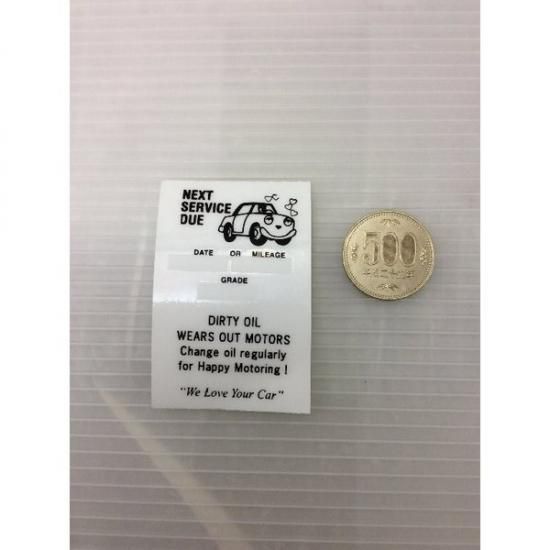 NEXT
SERVICE
DUE
DATE OR MILEAGE
GRADE
DIRTY OIL
WEARS OUT MOTORS
Change oil regularly
for Happy Motoring !
"We Love Your Car"
500